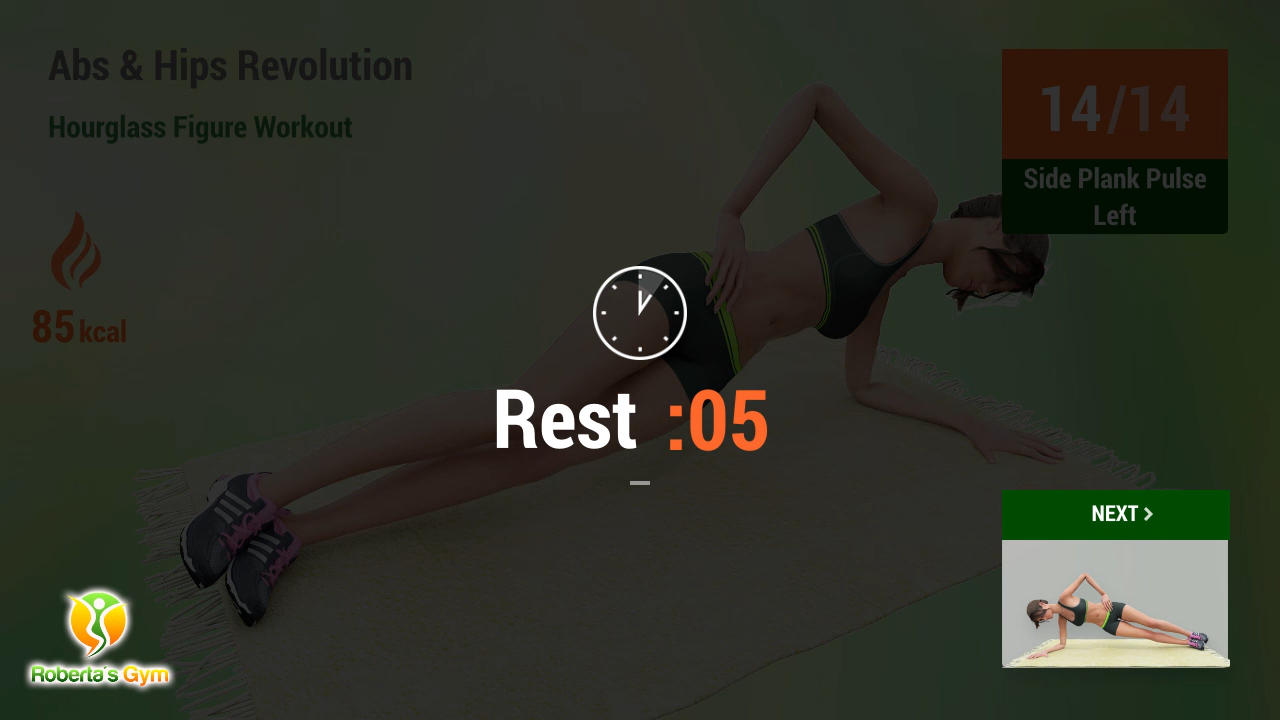 Abs & Hips Revolution
Hourglass Figure Workout
14/14
Side Plank Pulse
Left
85 kcal
Rest :05
NEXT >
Roberta's Gym